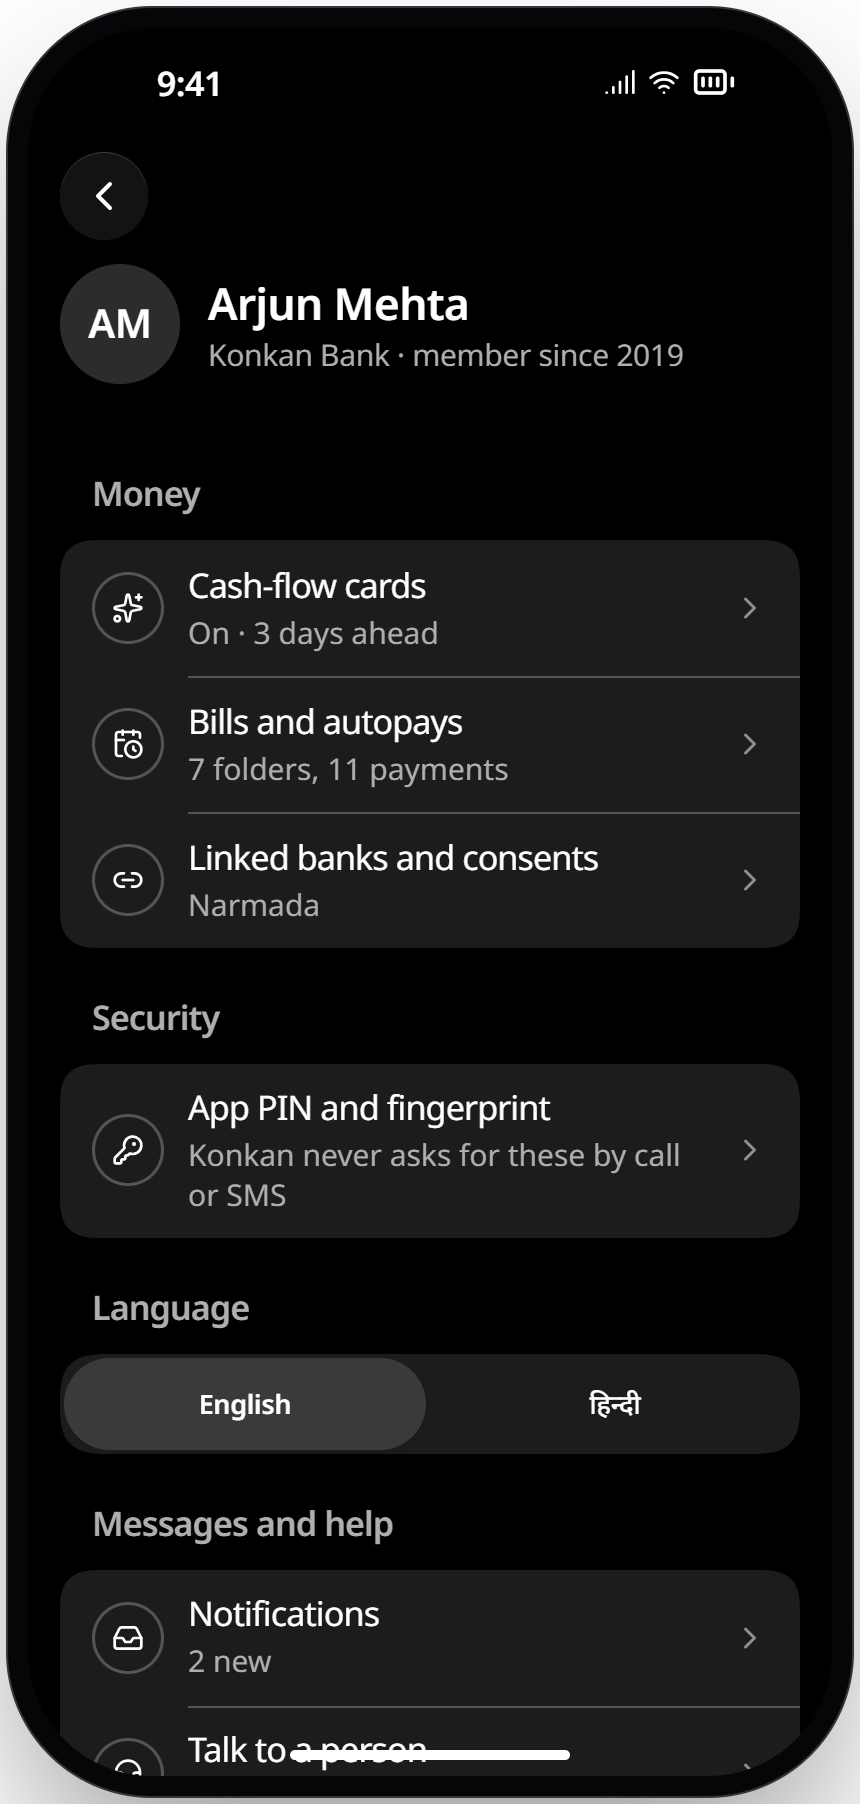 9:41
AM
Arjun Mehta
Konkan Bank · member since 2019
Money
Cash-flow cards
On · 3 days ahead
Bills and autopays
7 folders, 11 payments
Linked banks and consents
Narmada
Security
App PIN and fingerprint
Konkan never asks for these by call
or SMS
Language
English
हिन्दी
Messages and help
Notifications
2 new
Talk to a person